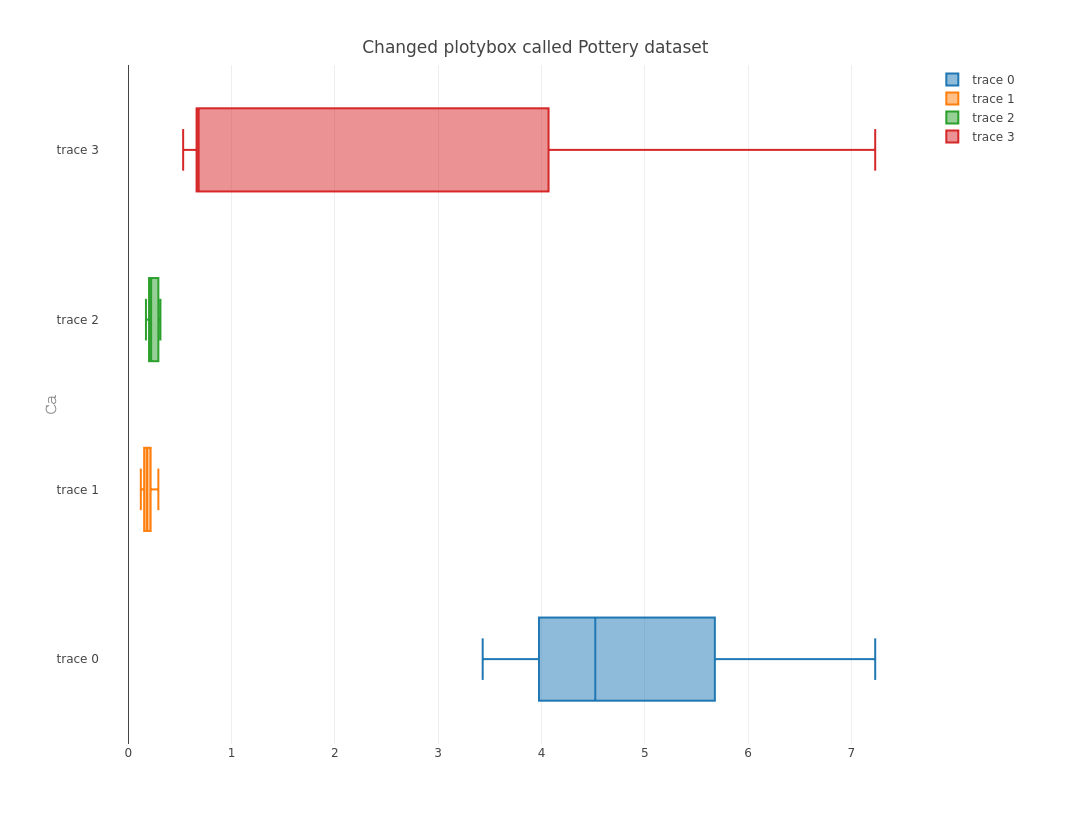 Changed plotybox called Pottery dataset
trace 0
trace 1
trace 2
trace 3
trace 3
trace 2
Ca
trace 1
trace 0
0 1 2 3 4 5 6 7